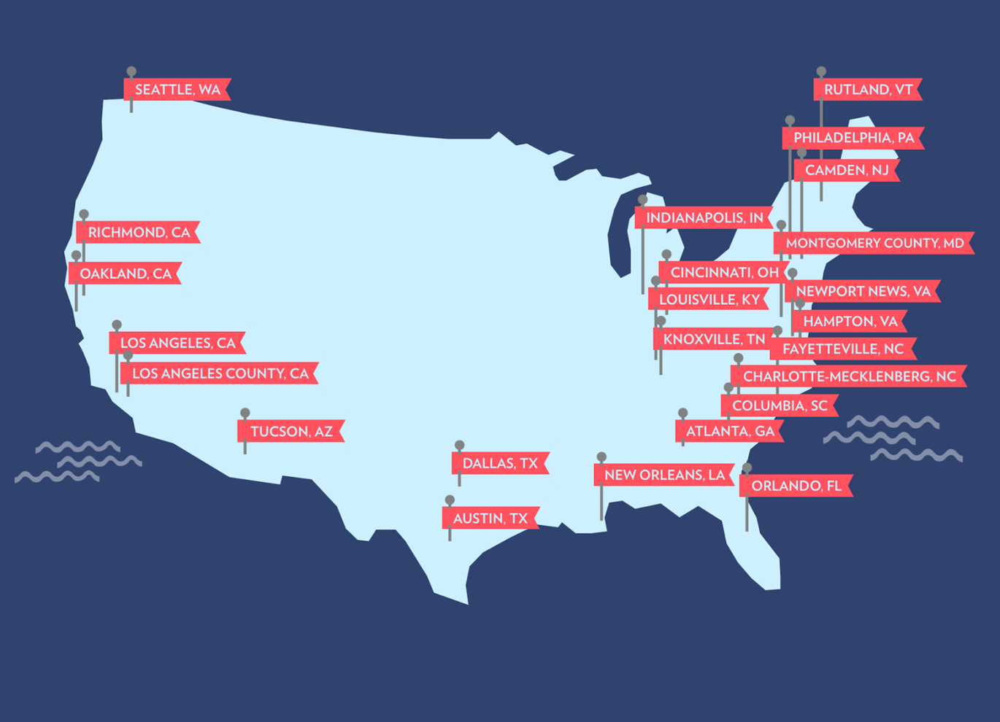 SEATTLE, WA
RUTLAND, VT
PHILADELPHIA, PA
CAMDEN, NJ
INDIANAPOLIS, IN
RICHMOND, CA
MONTGOMERY COUNTY, MD
OAKLAND, CA
CINCINNATI, OH
NEWPORT NEWS, VA
LOUISVILLE, KY
HAMPTON, VA
KNOXVILLE, TN
LOS ANGELES, CA
FAYETTEVILLE, NC
LOS ANGELES COUNTY, CA
CHARLOTTE-MECKLENBERG, NC
COLUMBIA, SC
TUCSON, AZ
ATLANTA, GA
DALLAS, TX
NEW ORLEANS, LA
ORLANDO, FL
AUSTIN, TX